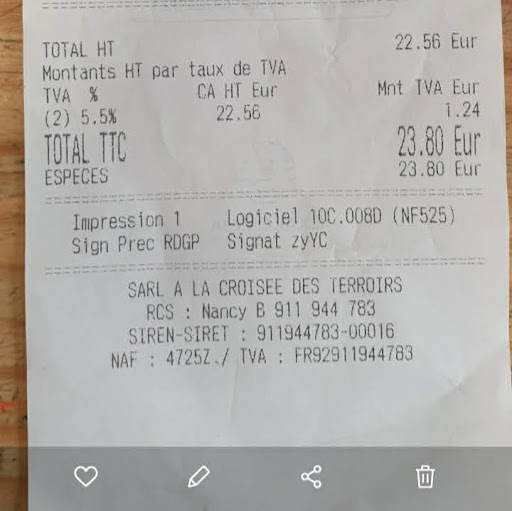 TOTAL HT 22.56 Eur
Montants HT par taux de TVA
TVA % CA HT Eur Mnt TVA Eur
(2) 5.5% 22.56 1.24
TOTAL TTC 23.80 Eur
ESPECES 23.80 Eur
Impression 1 Logiciel 10C.008D (NF525)
Sign Prec RDGP Signat zyYC
SARL A LA CROISEE DES TERROIRS
RCS : Nancy B 911 944 783
SIREN-SIRET : 911944783-00016
NAF : 4725Z./ TVA : FR92911944783